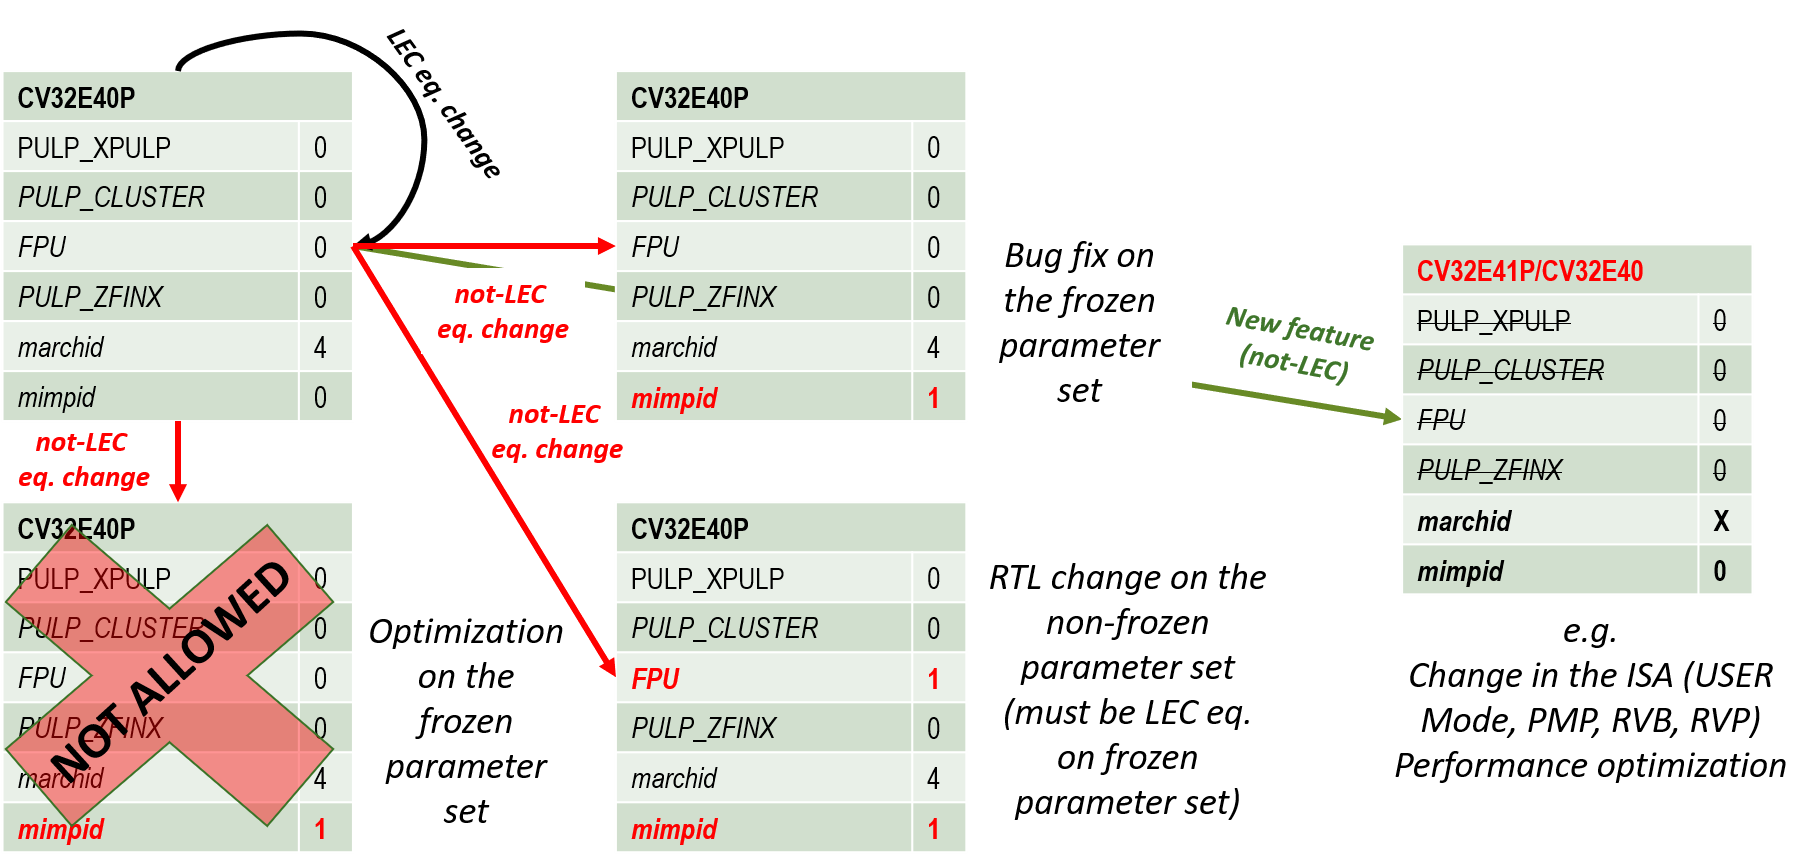 LEC eq. change
CV32E40P
PULP_XPULP 0
PULP_CLUSTER 0
FPU 0
PULP_ZFINX 0
marchid 4
mimpid 0
not-LEC
eq. change
CV32E40P
PULP_XPULP 0
PULP_CLUSTER 0
FPU 0
PULP_ZFINX 0
marchid 4
mimpid 1
Bug fix on
the frozen
parameter
set
New feature
(not-LEC)
CV32E41P/CV32E40
PULP_XPULP 0
PULP_CLUSTER 0
FPU 0
PULP_ZFINX 0
marchid X
mimpid 0
e.g.
Change in the ISA (USER
Mode, PMP, RVB, RVP)
Performance optimization
not-LEC
eq. change
not-LEC
eq. change
CV32E40P
PULP_XPULP 0
PULP_CLUSTER 0
FPU 0
PULP_ZFINX 0
marchid 4
mimpid 1
NOT ALLOWED
Optimization
on the
frozen
parameter
set
CV32E40P
PULP_XPULP 0
PULP_CLUSTER 0
FPU 1
PULP_ZFINX 0
marchid 4
mimpid 1
RTL change on the
non-frozen
parameter set
(must be LEC eq.
on frozen
parameter set)